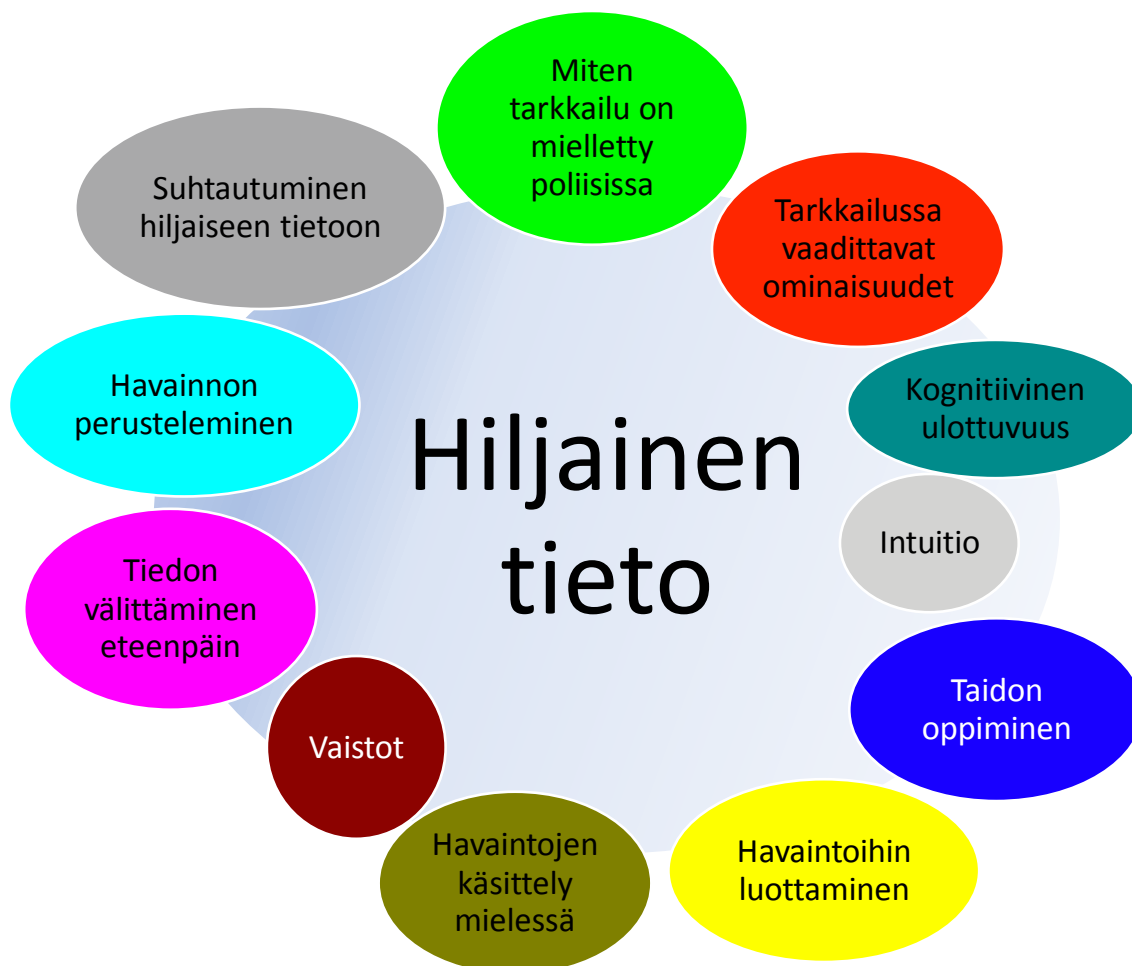 Miten
tarkkailu on
mielletty
poliisissa
Suhtautuminen
hiljaiseen tietoon
Tarkkailussa
vaadittavat
ominaisuudet
Havainnon
perusteleminen
Kognitiivinen
ulottuvuus
Hiljainen
tieto
Intuitio
Tiedon
välittäminen
eteenpäin
Taidon
oppiminen
Vaistot
Havaintojen
käsittely
mielessä
Havaintoihin
luottaminen